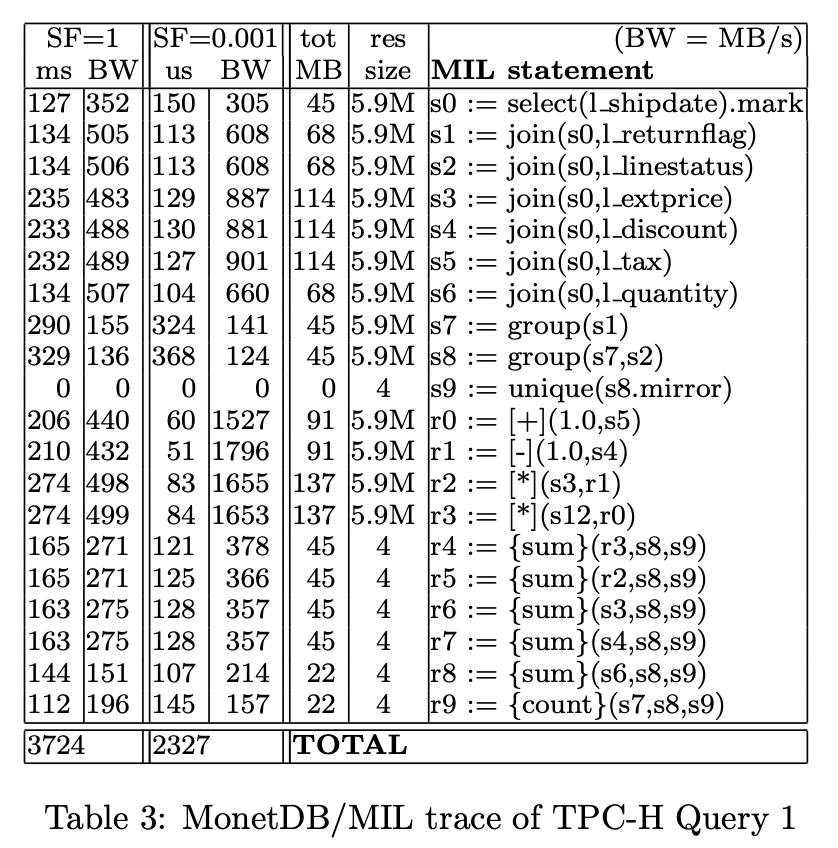 SF=1 SF=0.001 tot res (BW = MB/s)
ms BW us BW MB size MIL statement
127 352 150 305 45 5.9M s0 := select(l_shipdate).mark
134 505 113 608 68 5.9M s1 := join(s0,l_returnflag)
134 506 113 608 68 5.9M s2 := join(s0,l_linestatus)
235 483 129 887 114 5.9M s3 := join(s0,l_extprice)
233 488 130 881 114 5.9M s4 := join(s0,l_discount)
232 489 127 901 114 5.9M s5 := join(s0,l_tax)
134 507 104 660 68 5.9M s6 := join(s0,l_quantity)
290 155 324 141 45 5.9M s7 := group(s1)
329 136 368 124 45 5.9M s8 := group(s7,s2)
0 0 0 0 0 4 s9 := unique(s8.mirror)
206 440 60 1527 91 5.9M r0 := [+](1.0,s5)
210 432 51 1796 91 5.9M r1 := [-](1.0,s4)
274 498 83 1655 137 5.9M r2 := [*](s3,r1)
274 499 84 1653 137 5.9M r3 := [*](s12,r0)
165 271 121 378 45 4 r4 := {sum}(r3,s8,s9)
165 271 125 366 45 4 r5 := {sum}(r2,s8,s9)
163 275 128 357 45 4 r6 := {sum}(s3,s8,s9)
163 275 128 357 45 4 r7 := {sum}(s4,s8,s9)
144 151 107 214 22 4 r8 := {sum}(s6,s8,s9)
112 196 145 157 22 4 r9 := {count}(s7,s8,s9)
3724 2327 TOTAL
Table 3: MonetDB/MIL trace of TPC-H Query 1